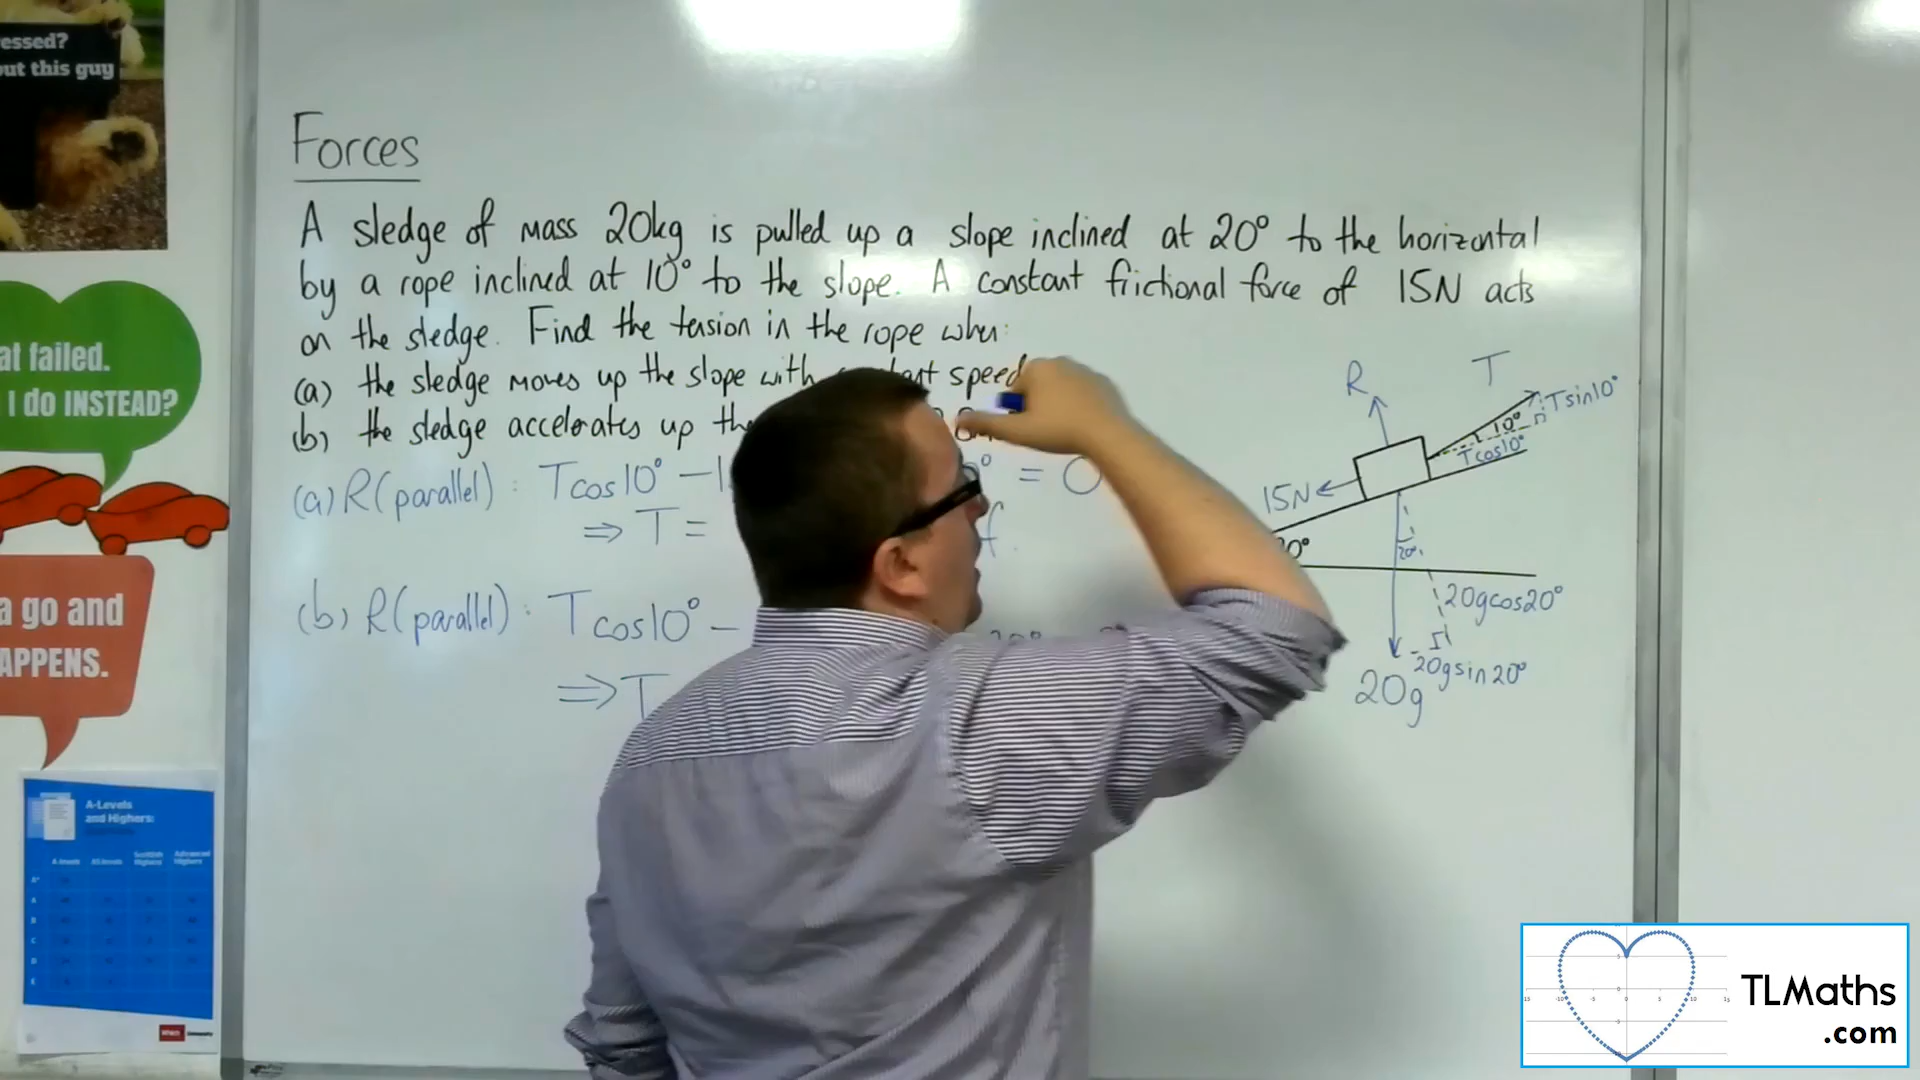 essed?
out this guy
at failed.
I do INSTEAD?
a go and
APPENS.
A-Levels
and Highers:
Forces
A sledge of mass 20kg is pulled up a slope inclined at 20° to the horizontal
by a rope inclined at 10° to the slope. A constant frictional force of 15N acts
on the sledge. Find the tension in the rope when:
(a) the sledge moves up the slope with speed
(b) the sledge accelerates up the
(a) R(parallel): Tcos10° - 1 = 0
⇒ T =
(b) R(parallel): Tcos10° -
⇒ T
R
T
Tsin10°
10°
Tcos10°
15N
20°
20g
20gcos20°
20gsin20°
TLMaths
.com